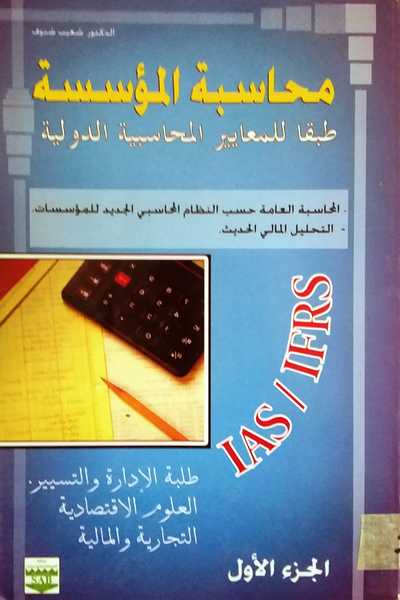 الدكتور شعيب شنوف
محاسبة المؤسسة
طبقا للمعايير المحاسبية الدولية
- المحاسبة العامة حسب النظام المحاسبي الجديد للمؤسسات.
- التحليل المالي الحديث.
IAS / IFRS
طلبة الإدارة والتسيير.
العلوم الاقتصادية
التجارية والمالية
الجزء الأول
SAB